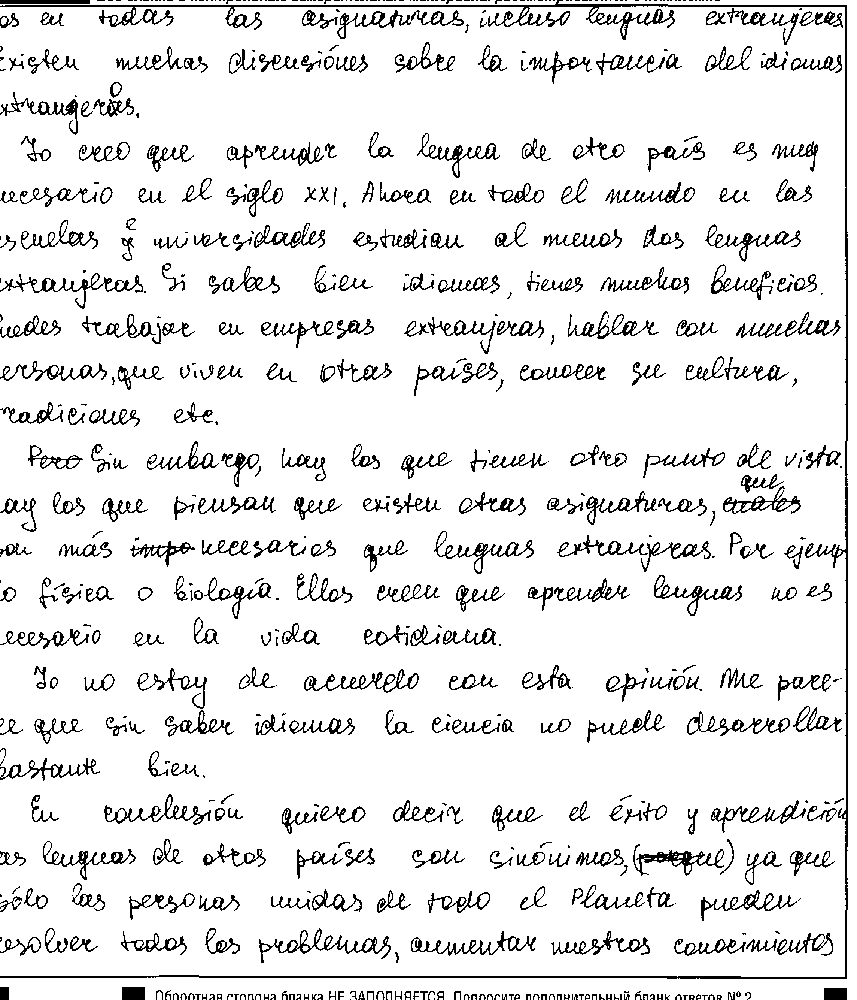 os en todas las asignaturas, incluso lenguas extranjeras.
Existen muchas discusiónes sobre la importancia del idiomas
xtranjeros.
Yo creo que aprender la lengua de otro país es muy
necesario en el siglo XXI. Ahora en todo el mundo en las
escuelas e universidades estudian al menos dos lenguas
extranjeras. Si sabes bien idiomas, tienes muchos beneficios.
Puedes trabajar en empresas extranjeras, hablar con muchas
ersonas, que viven en otras países, conocer su cultura,
tradiciones etc.
Pero Sin embargo, hay los que tienen otro punto de vista.
que
ay los que piensan que existen otras asignaturas, cuales
son más impo necesarios que lenguas extranjeras. Por ejemp
lo física o biología. Ellos creen que aprender lenguas no es
ecesario en la vida cotidiana.
Yo no estoy de acuerdo con esta opinión. Me pare-
ce que sin saber idiomas la ciencia no puede desarrollar
bastante bien.
En conclusión quiero decir que el éxito y aprendición
as lenguas de otros países son sinónimos, (porque) ya que
sólo las personas unidas de todo el Planeta pueden
resolver todos los problemas, aumentar nuestros conocimientos
Оборотная сторона бланка НЕ ЗАПОЛНЯЕТСЯ. Попросите дополнительный бланк ответов № 2